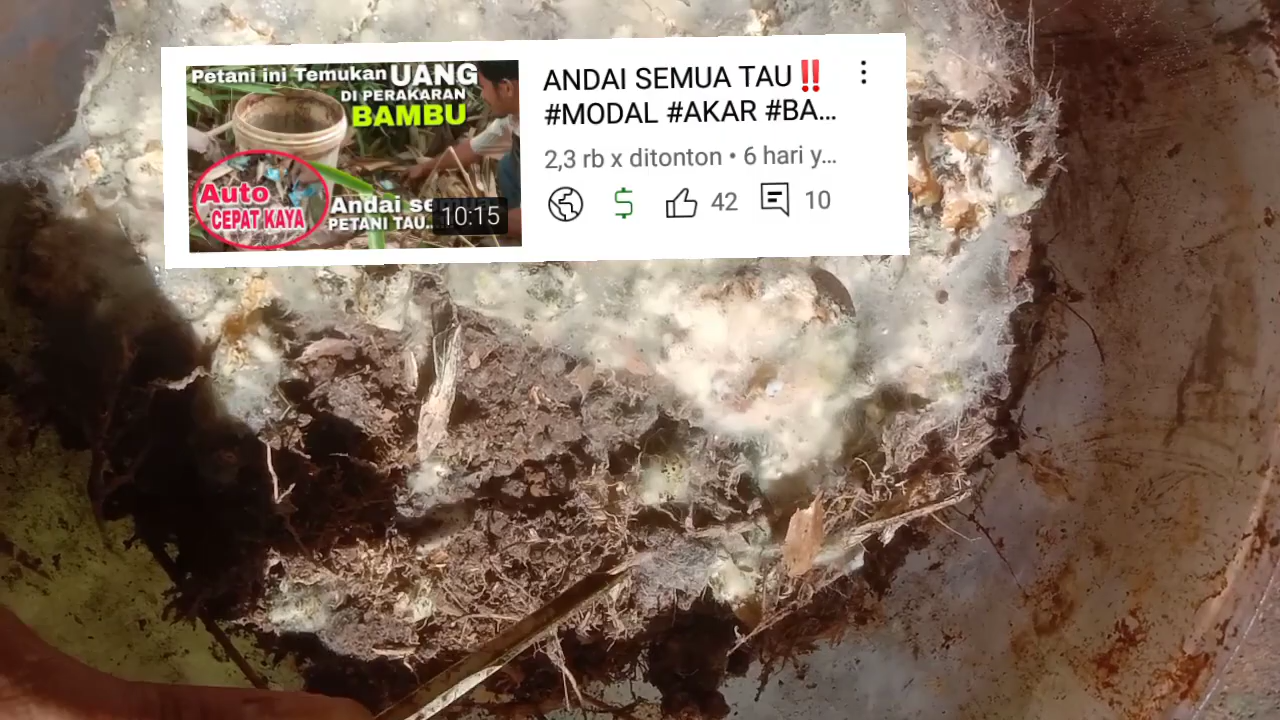 Petani ini Temukan UANG
DI PERAKARAN
BAMBU
Auto
CEPAT KAYA
Andai se
PETANI TAU..
10:15
ANDAI SEMUA TAU‼️
#MODAL #AKAR #BA...
2,3 rb x ditonton • 6 hari y...
42
10